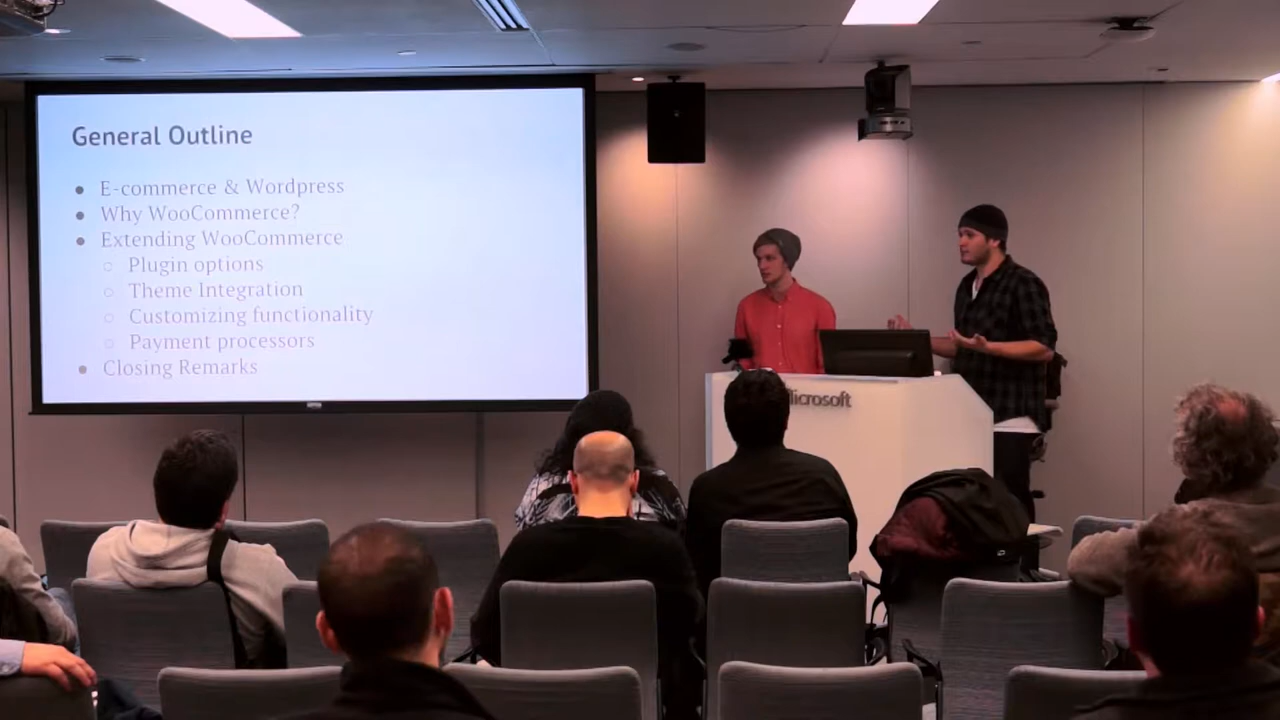 General Outline
● E-commerce & Wordpress
● Why WooCommerce?
● Extending WooCommerce
○ Plugin options
○ Theme Integration
○ Customizing functionality
○ Payment processors
● Closing Remarks
Microsoft